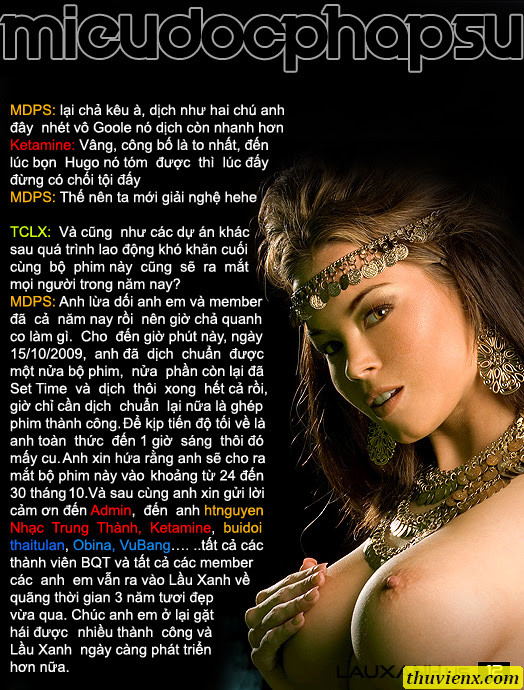 mieudocphapsu
MDPS: lại chả kêu à, dịch như hai chú anh
đây nhét vô Goole nó dịch còn nhanh hơn
Ketamine: Vâng, công bố là to nhất, đến
lúc bọn Hugo nó tóm được thì lúc đấy
đừng có chối tội đấy
MDPS: Thế nên ta mới giải nghệ hehe
TCLX: Và cũng như các dự án khác
sau quá trình lao động khó khăn cuối
cùng bộ phim này cũng sẽ ra mắt
mọi người trong năm nay?
MDPS: Anh lừa dối anh em và member
đã cả năm nay rồi nên giờ chả quanh
co làm gì. Cho đến giờ phút này, ngày
15/10/2009, anh đã dịch chuẩn được
một nửa bộ phim, nửa phần còn lại đã
Set Time và dịch thôi xong hết cả rồi,
giờ chỉ cần dịch chuẩn lại nữa là ghép
phim thành công. Để kịp tiến độ tối về là
anh toàn thức đến 1 giờ sáng thôi đó
mấy cu. Anh xin hứa rằng anh sẽ cho ra
mắt bộ phim này vào khoảng từ 24 đến
30 tháng 10.Và sau cùng anh xin gửi lời
cảm ơn đến Admin, đến anh htnguyen
Nhạc Trung Thành, Ketamine, buidoi
thaitulan, Obina, VuBang…. ..tất cả các
thành viên BQT và tất cả các member
các anh em vẫn ra vào Lầu Xanh về
quãng thời gian 3 năm tươi đẹp
vừa qua. Chúc anh em ở lại gặt
hái được nhiều thành công và
Lầu Xanh ngày càng phát triển
hơn nữa.
12
thuvienx.com